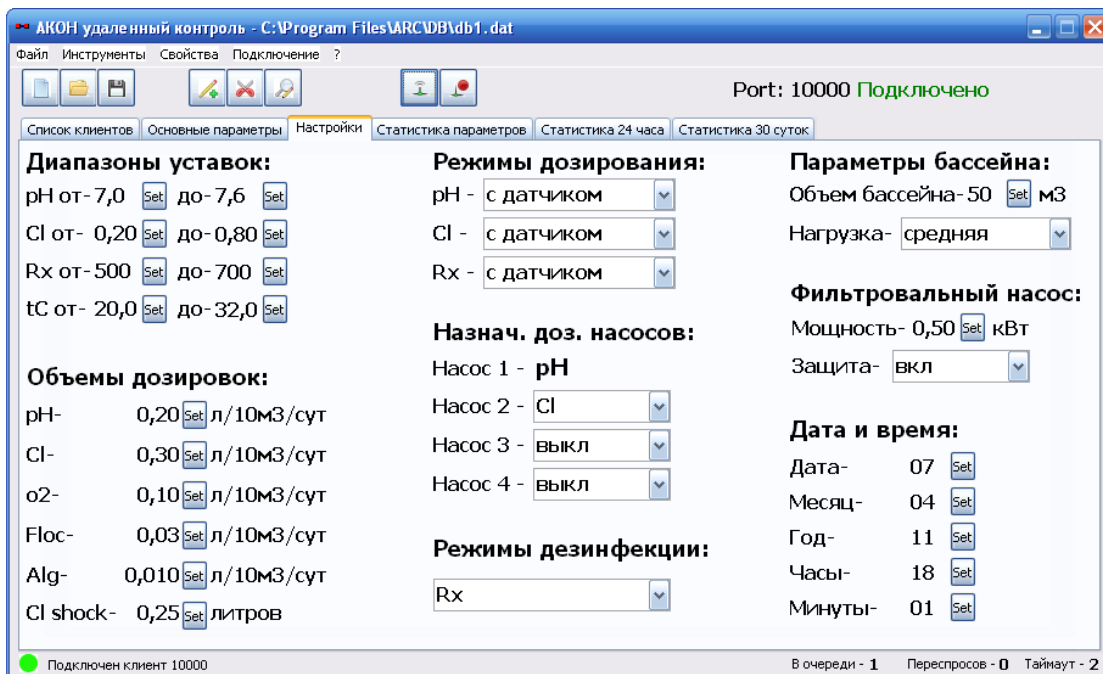 АКОН удаленный контроль - C:\Program Files\ARC\DB\db1.dat
Файл Инструменты Свойства Подключение ?
Port: 10000 Подключено
Список клиентов Основные параметры Настройки Статистика параметров Статистика 24 часа Статистика 30 суток
Диапазоны уставок:
pH от- 7,0 Set до- 7,6 Set
Cl от- 0,20 Set до- 0,80 Set
Rx от- 500 Set до- 700 Set
tC от- 20,0 Set до- 32,0 Set
Объемы дозировок:
pH- 0,20 Set л/10м3/сут
Cl- 0,30 Set л/10м3/сут
o2- 0,10 Set л/10м3/сут
Floc- 0,03 Set л/10м3/сут
Alg- 0,010 Set л/10м3/сут
Cl shock- 0,25 Set литров
Режимы дозирования:
pH - с датчиком
Cl - с датчиком
Rx - с датчиком
Назнач. доз. насосов:
Насос 1 - pH
Насос 2 - Cl
Насос 3 - выкл
Насос 4 - выкл
Режимы дезинфекции:
Rx
Параметры бассейна:
Объем бассейна- 50 Set м3
Нагрузка- средняя
Фильтровальный насос:
Мощность- 0,50 Set кВт
Защита- вкл
Дата и время:
Дата- 07 Set
Месяц- 04 Set
Год- 11 Set
Часы- 18 Set
Минуты- 01 Set
Подключен клиент 10000
В очереди - 1 Переспросов - 0 Таймаут - 2